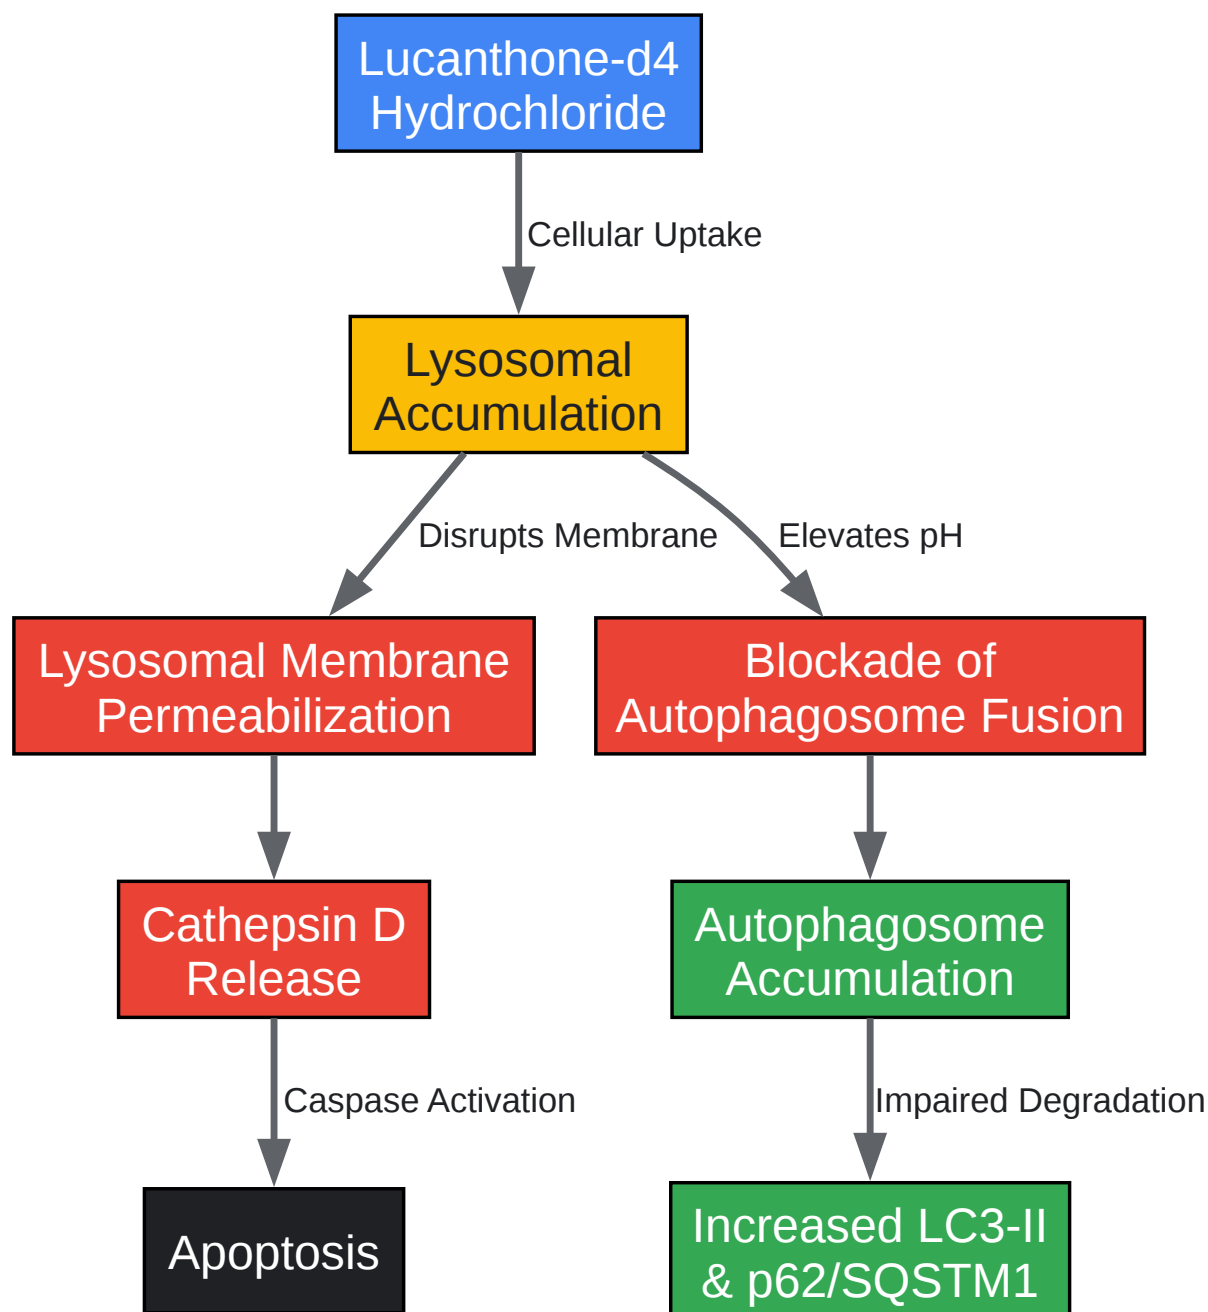 Lucanthone-d4
Hydrochloride
Cellular Uptake
Lysosomal
Accumulation
Disrupts Membrane
Elevates pH
Lysosomal Membrane
Permeabilization
Blockade of
Autophagosome Fusion
Cathepsin D
Release
Autophagosome
Accumulation
Caspase Activation
Impaired Degradation
Apoptosis
Increased LC3-II
& p62/SQSTM1